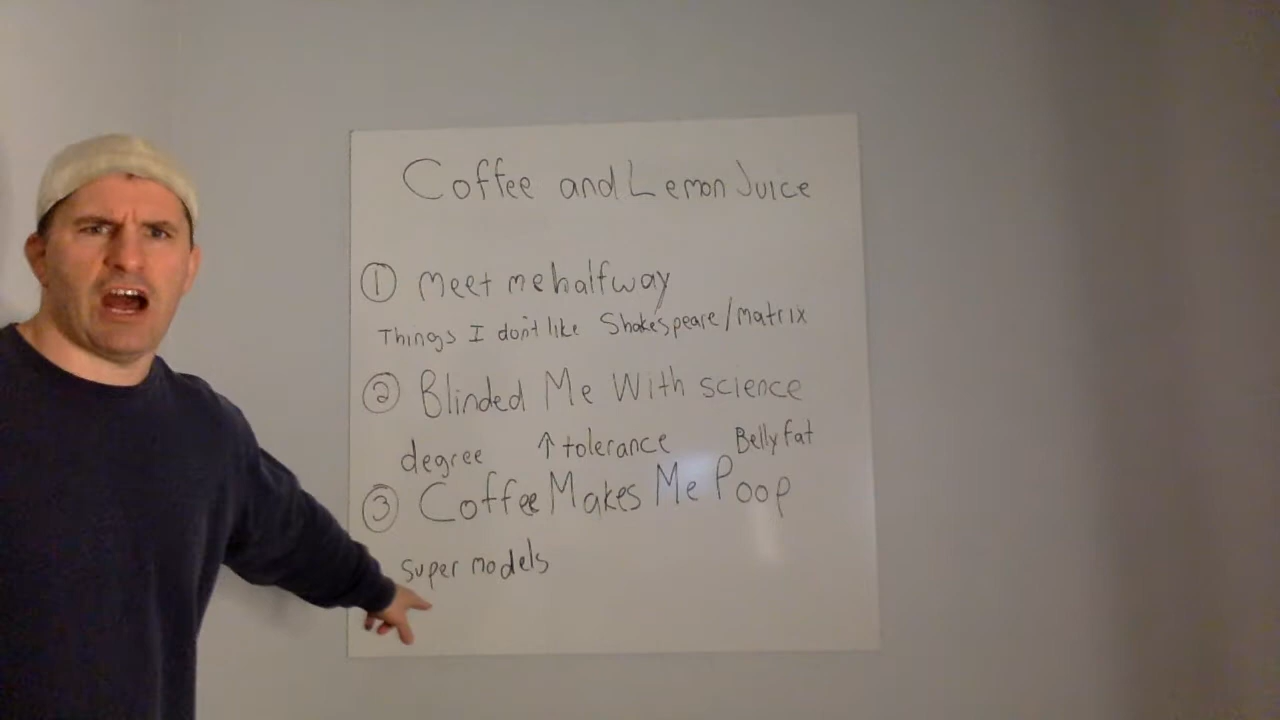 Coffee and Lemon Juice
① Meet me halfway
Things I don't like Shakespeare/Matrix
② Blinded Me With science
degree ↑ tolerance Belly fat
③ Coffee Makes Me Poop
super models